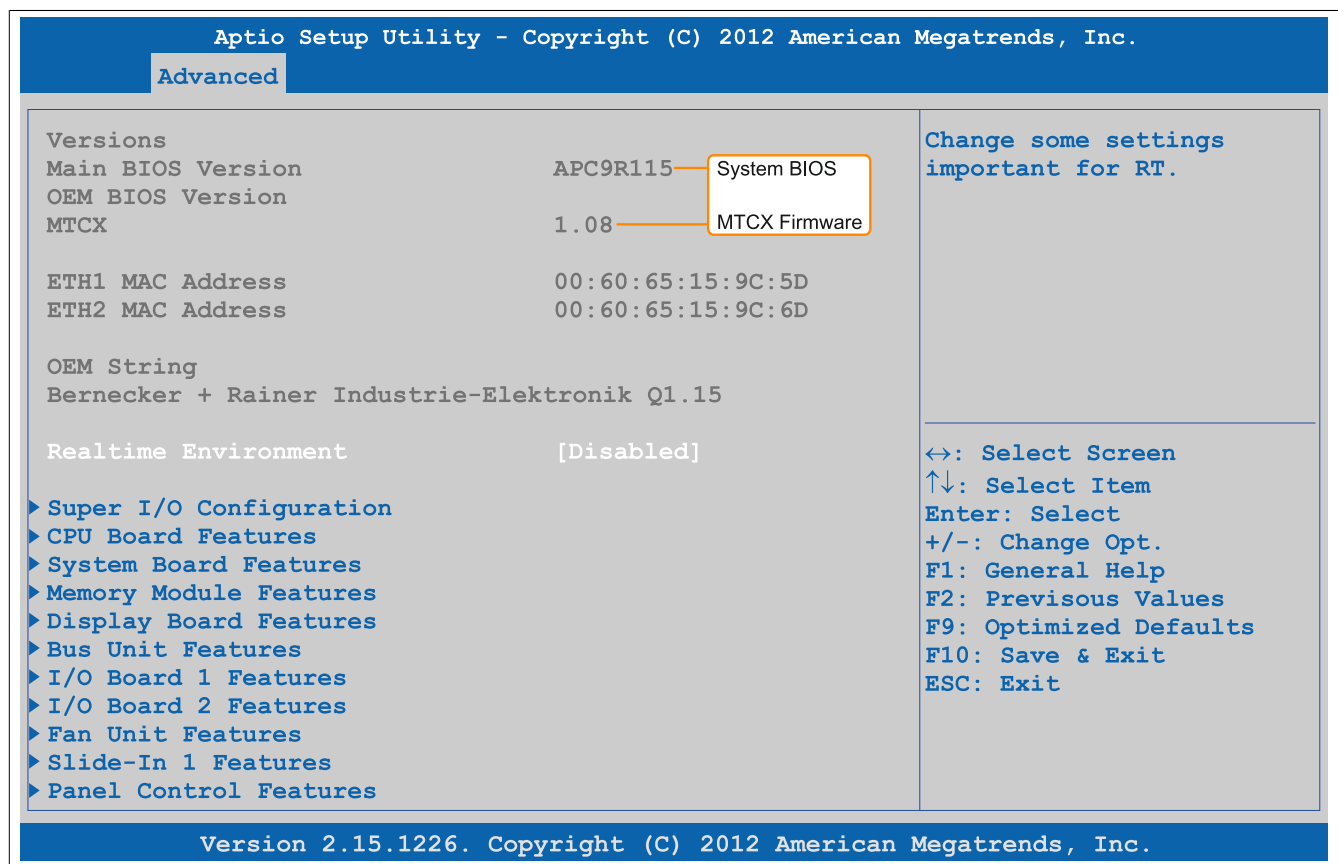 Aptio Setup Utility - Copyright (C) 2012 American Megatrends, Inc.
Advanced
Versions
Main BIOS Version APC9R115 System BIOS
OEM BIOS Version
MTCX 1.08 MTCX Firmware
ETH1 MAC Address 00:60:65:15:9C:5D
ETH2 MAC Address 00:60:65:15:9C:6D
OEM String
Bernecker + Rainer Industrie-Elektronik Q1.15
Realtime Environment [Disabled]
Super I/O Configuration
CPU Board Features
System Board Features
Memory Module Features
Display Board Features
Bus Unit Features
I/O Board 1 Features
I/O Board 2 Features
Fan Unit Features
Slide-In 1 Features
Panel Control Features
Change some settings
important for RT.
↔: Select Screen
↑↓: Select Item
Enter: Select
+/-: Change Opt.
F1: General Help
F2: Previsous Values
F9: Optimized Defaults
F10: Save & Exit
ESC: Exit
Version 2.15.1226. Copyright (C) 2012 American Megatrends, Inc.